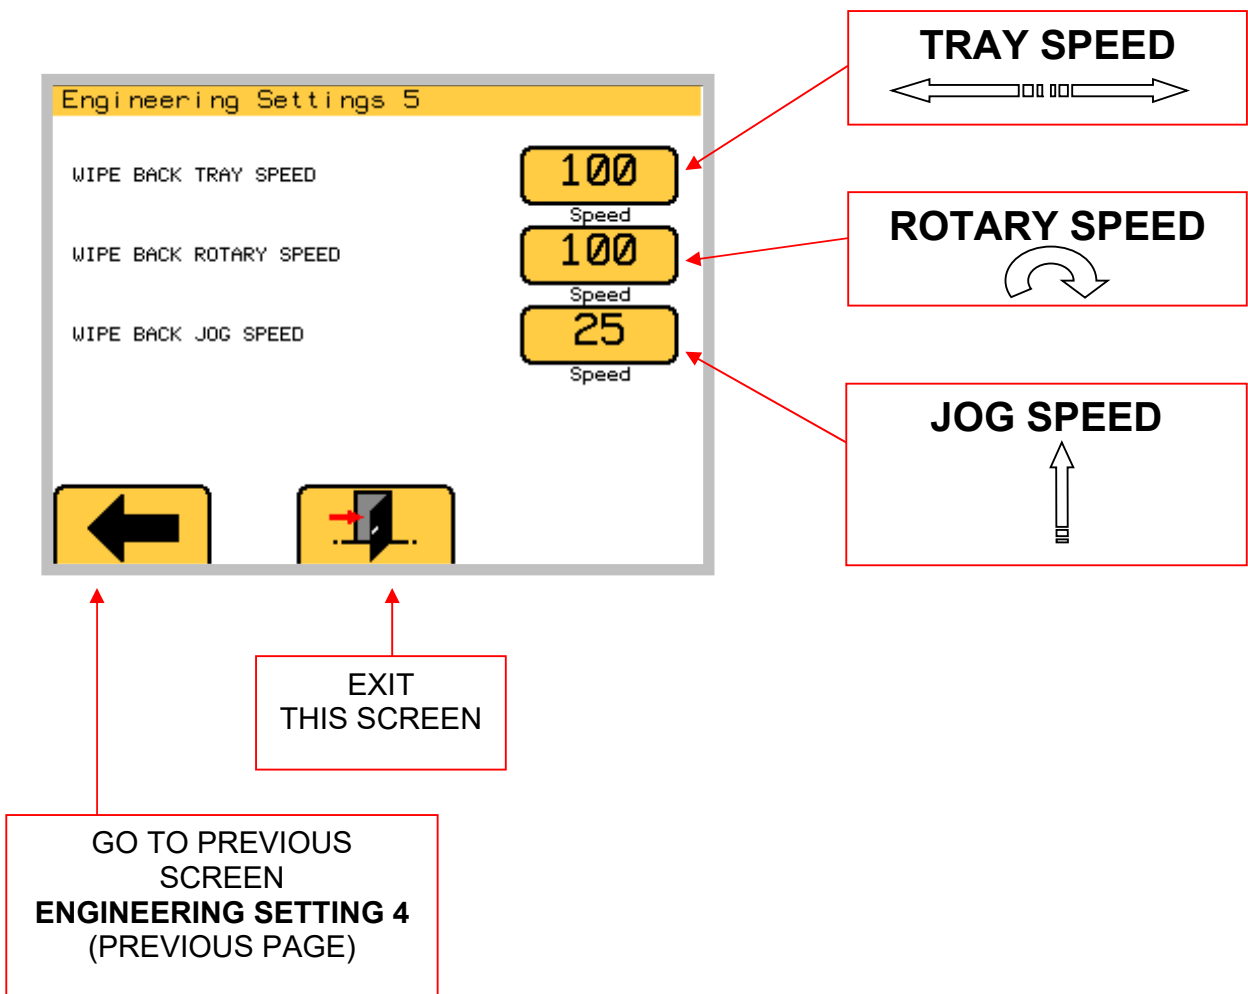 TRAY SPEED
Engineering Settings 5
WIPE BACK TRAY SPEED
100
Speed
ROTARY SPEED
WIPE BACK ROTARY SPEED
100
Speed
WIPE BACK JOG SPEED
25
Speed
JOG SPEED
EXIT
THIS SCREEN
GO TO PREVIOUS
SCREEN
ENGINEERING SETTING 4
(PREVIOUS PAGE)